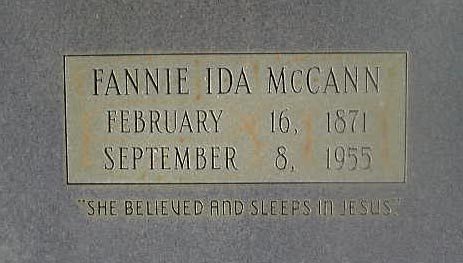 FANNIE IDA McCANN
FEBRUARY 16, 1871
SEPTEMBER 8, 1955
"SHE BELIEVED AND SLEEPS IN JESUS"